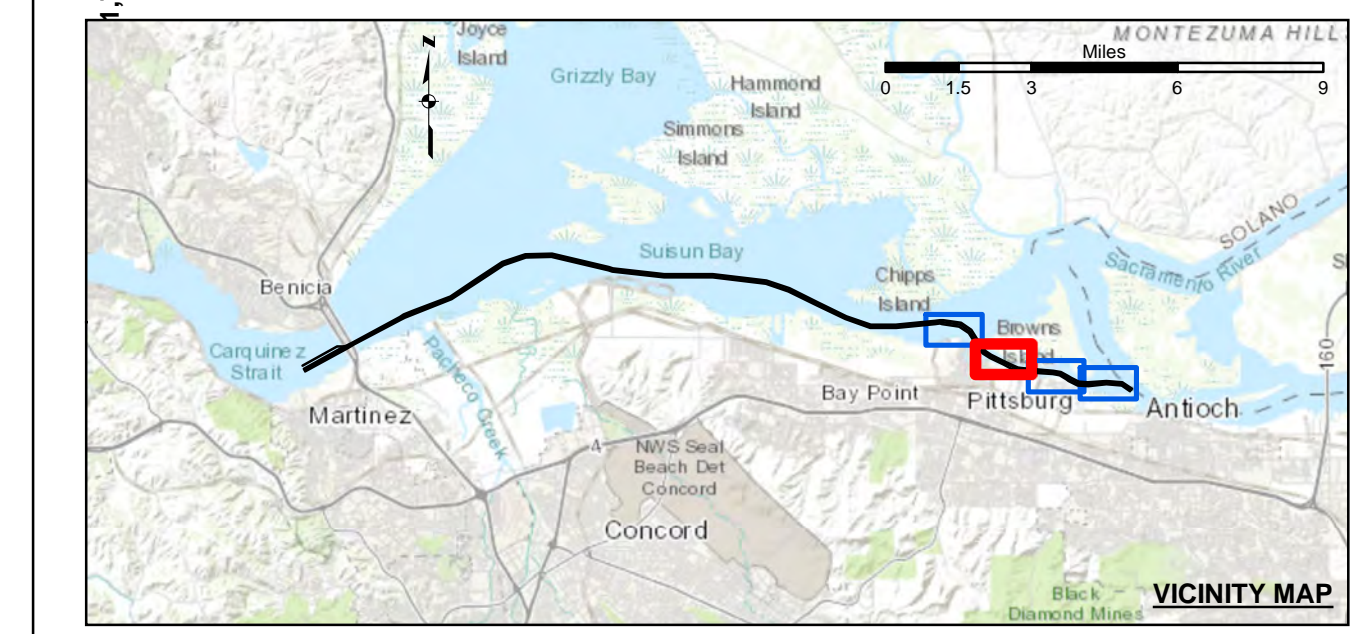 Joyce
Island
N
Grizzly Bay
Hammond
Island
Simmons
Island
MONTEZUMA HILL
Miles
0 1.5 3 6 9
SOLANO
Sacramento River
Suisun Bay
Chipps
Island
Benicia
Browns
Island
Carquinez
Strait
Pacheco Creek
160
Martinez
Bay Point
Pittsburg
Antioch
4
NWS Seal
Beach Det
Concord
Concord
Black
Diamond Mines
VICINITY MAP